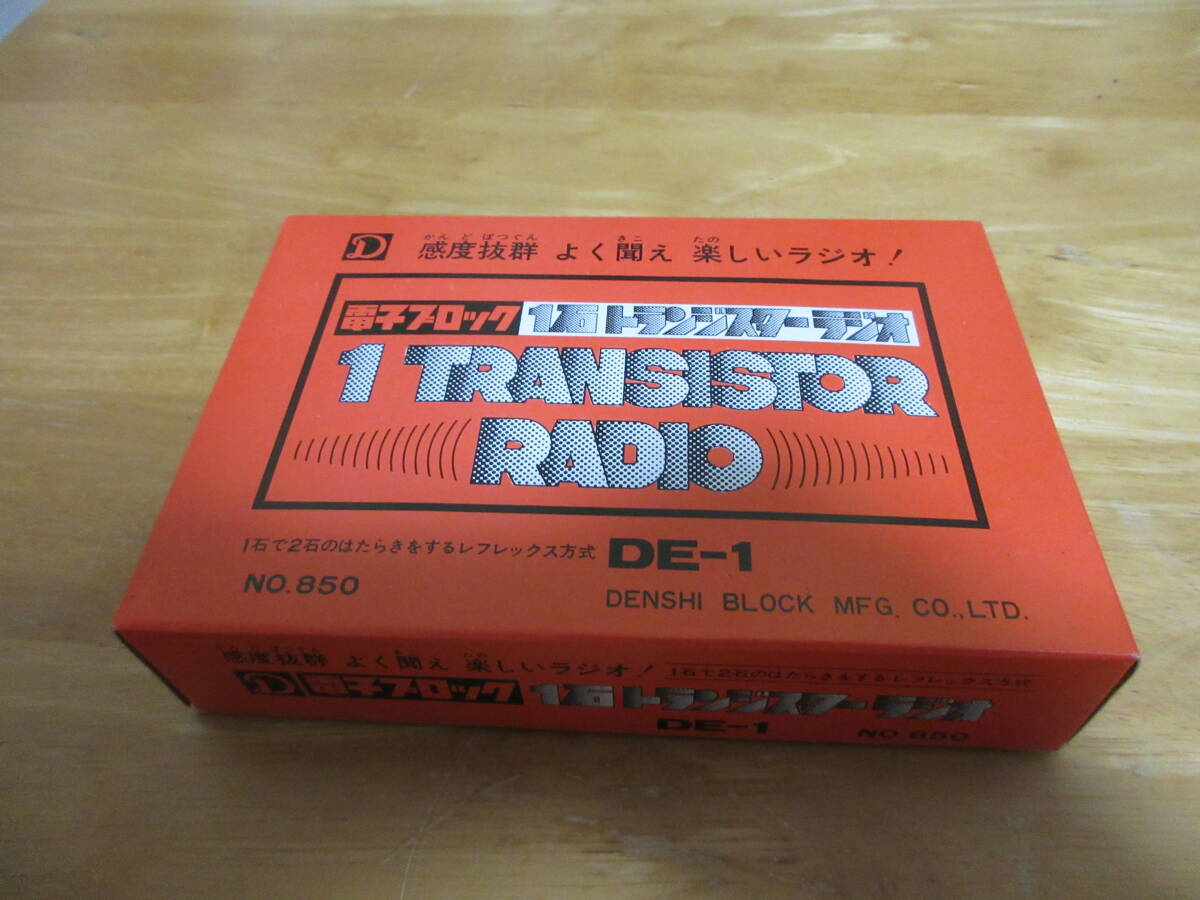 D
かんどばつぐん きこ たの
感度抜群 よく聞え 楽しいラジオ!
電子ブロック 1石 トランジスター ラジオ
1 TRANSISTOR
RADIO
1石で2石のはたらきをするレフレックス方式 DE-1
NO.850
DENSHI BLOCK MFG. CO.,LTD.
感度抜群 よく聞え 楽しいラジオ! 1石で2石のはたらきをするレフレックス方式
D 電子ブロック 1石 トランジスター ラジオ
DE-1 NO 850